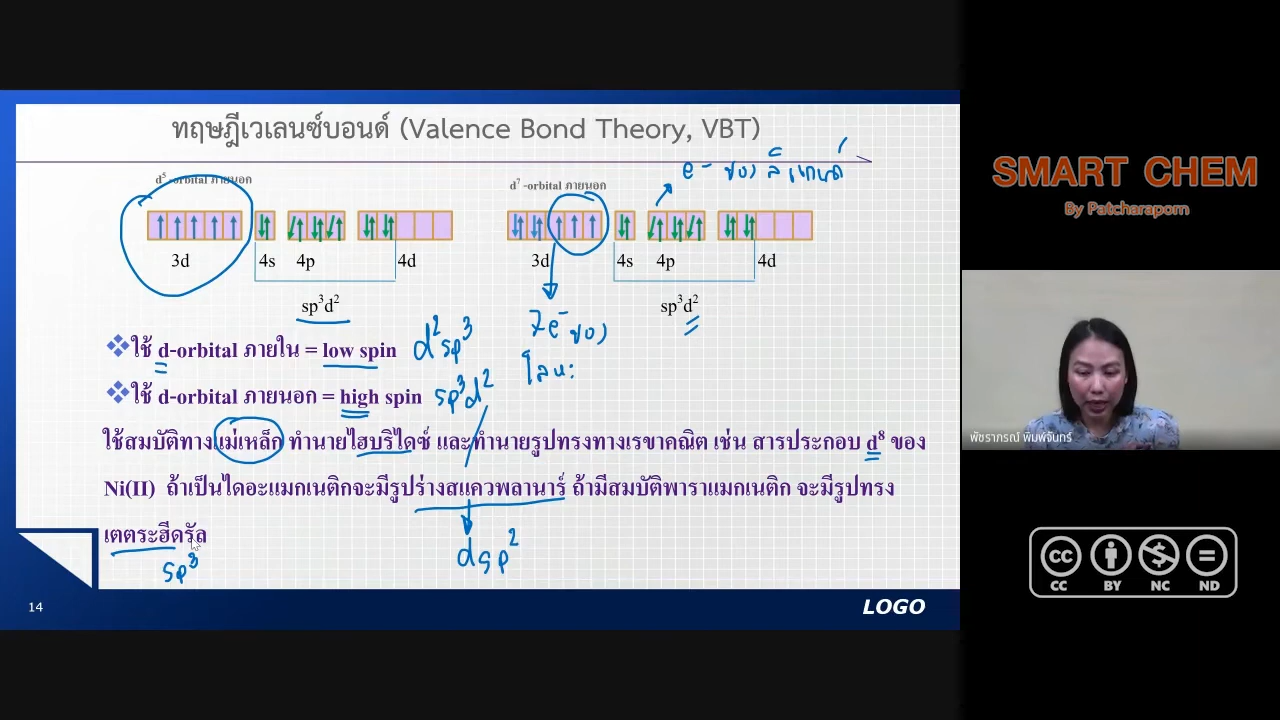 ทฤษฎีเวเลนซ์บอนด์ (Valence Bond Theory, VBT)
e⁻ ของ ลิแกนด์
d⁵ -orbital ภายนอก
d⁷ -orbital ภายนอก
3d 4s 4p 4d
3d 4s 4p 4d
sp³d²
sp³d²
7e⁻ ของ
โลหะ
❖ใช้ d-orbital ภายใน = low spin d²sp³
❖ใช้ d-orbital ภายนอก = high spin sp³d²
ใช้สมบัติทางแม่เหล็ก ทำนายไฮบริไดซ์ และทำนายรูปทรงทางเรขาคณิต เช่น สารประกอบ d⁸ ของ
Ni(II) ถ้าเป็นไดอะแมกเนติกจะมีรูปร่างสแควพลานาร์ ถ้ามีสมบัติพาราแมกเนติก จะมีรูปทรง
เตตระฮีดรัล
sp³
dsp²
14
LOGO
SMART CHEM
By Patcharaporn
พัชราภรณ์ พิมพ์จันทร์
CC BY NC ND